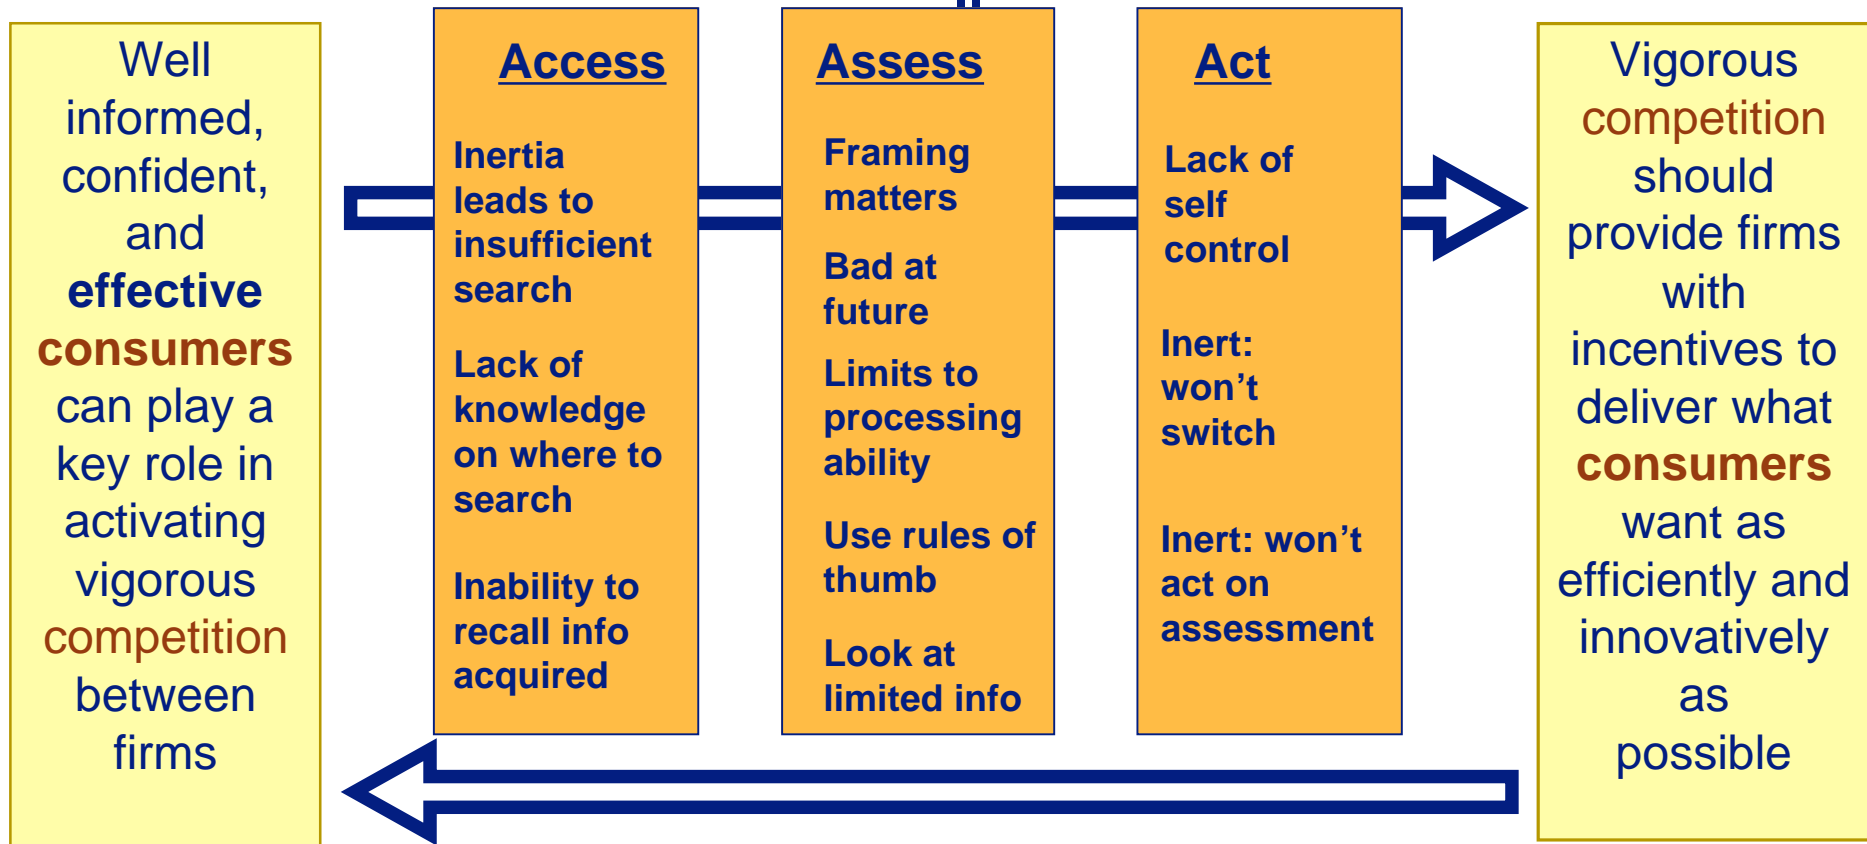 Well
informed,
confident,
and
effective
consumers
can play a
key role in
activating
vigorous
competition
between
firms
Access
Inertia
leads to
insufficient
search
Lack of
knowledge
on where to
search
Inability to
recall info
acquired
Assess
Framing
matters
Bad at
future
Limits to
processing
ability
Use rules of
thumb
Look at
limited info
Act
Lack of
self
control
Inert:
won’t
switch
Inert: won’t
act on
assessment
Vigorous
competition
should
provide firms
with
incentives to
deliver what
consumers
want as
efficiently and
innovatively
as
possible